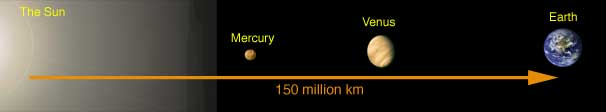 The Sun
Mercury
Venus
Earth
150 million km